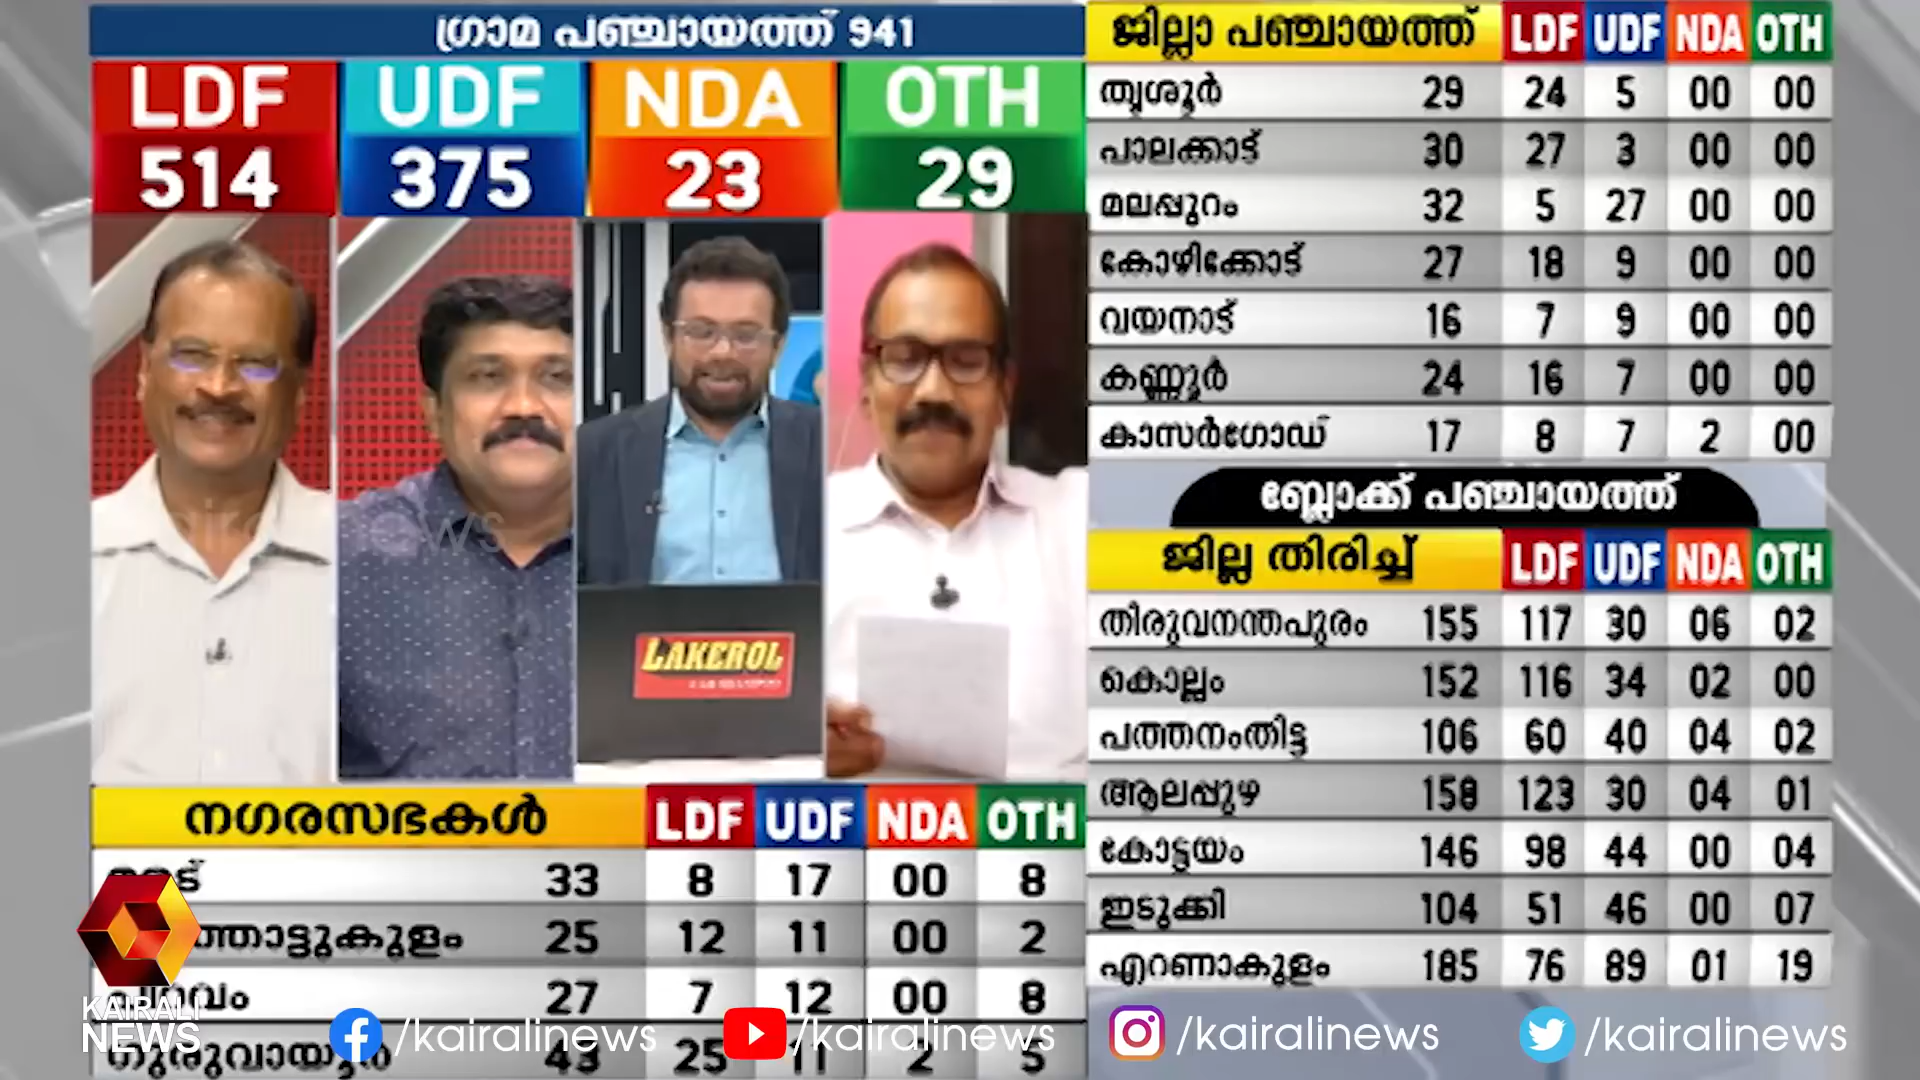 ഗ്രാമ പഞ്ചായത്ത് 941
LDF UDF NDA OTH
514 375 23 29
LAKEROL
നഗരസഭകൾ LDF UDF NDA OTH
33 8 17 00 8
25 12 11 00 2
27 7 12 00 8
ഗുരുവായൂർ 43 25 11 2 5
ജില്ലാ പഞ്ചായത്ത് LDF UDF NDA OTH
തൃശൂർ 29 24 5 00 00
പാലക്കാട് 30 27 3 00 00
മലപ്പുറം 32 5 27 00 00
കോഴിക്കോട് 27 18 9 00 00
വയനാട് 16 7 9 00 00
കണ്ണൂർ 24 16 7 00 00
കാസർഗോഡ് 17 8 7 2 00
ബ്ലോക്ക് പഞ്ചായത്ത്
ജില്ല തിരിച്ച് LDF UDF NDA OTH
തിരുവനന്തപുരം 155 117 30 06 02
കൊല്ലം 152 116 34 02 00
പത്തനംതിട്ട 106 60 40 04 02
ആലപ്പുഴ 158 123 30 04 01
കോട്ടയം 146 98 44 00 04
ഇടുക്കി 104 51 46 00 07
എറണാകുളം 185 76 89 01 19
KAIRALI
NEWS
/kairalinews /kairalinews /kairalinews /kairalinews